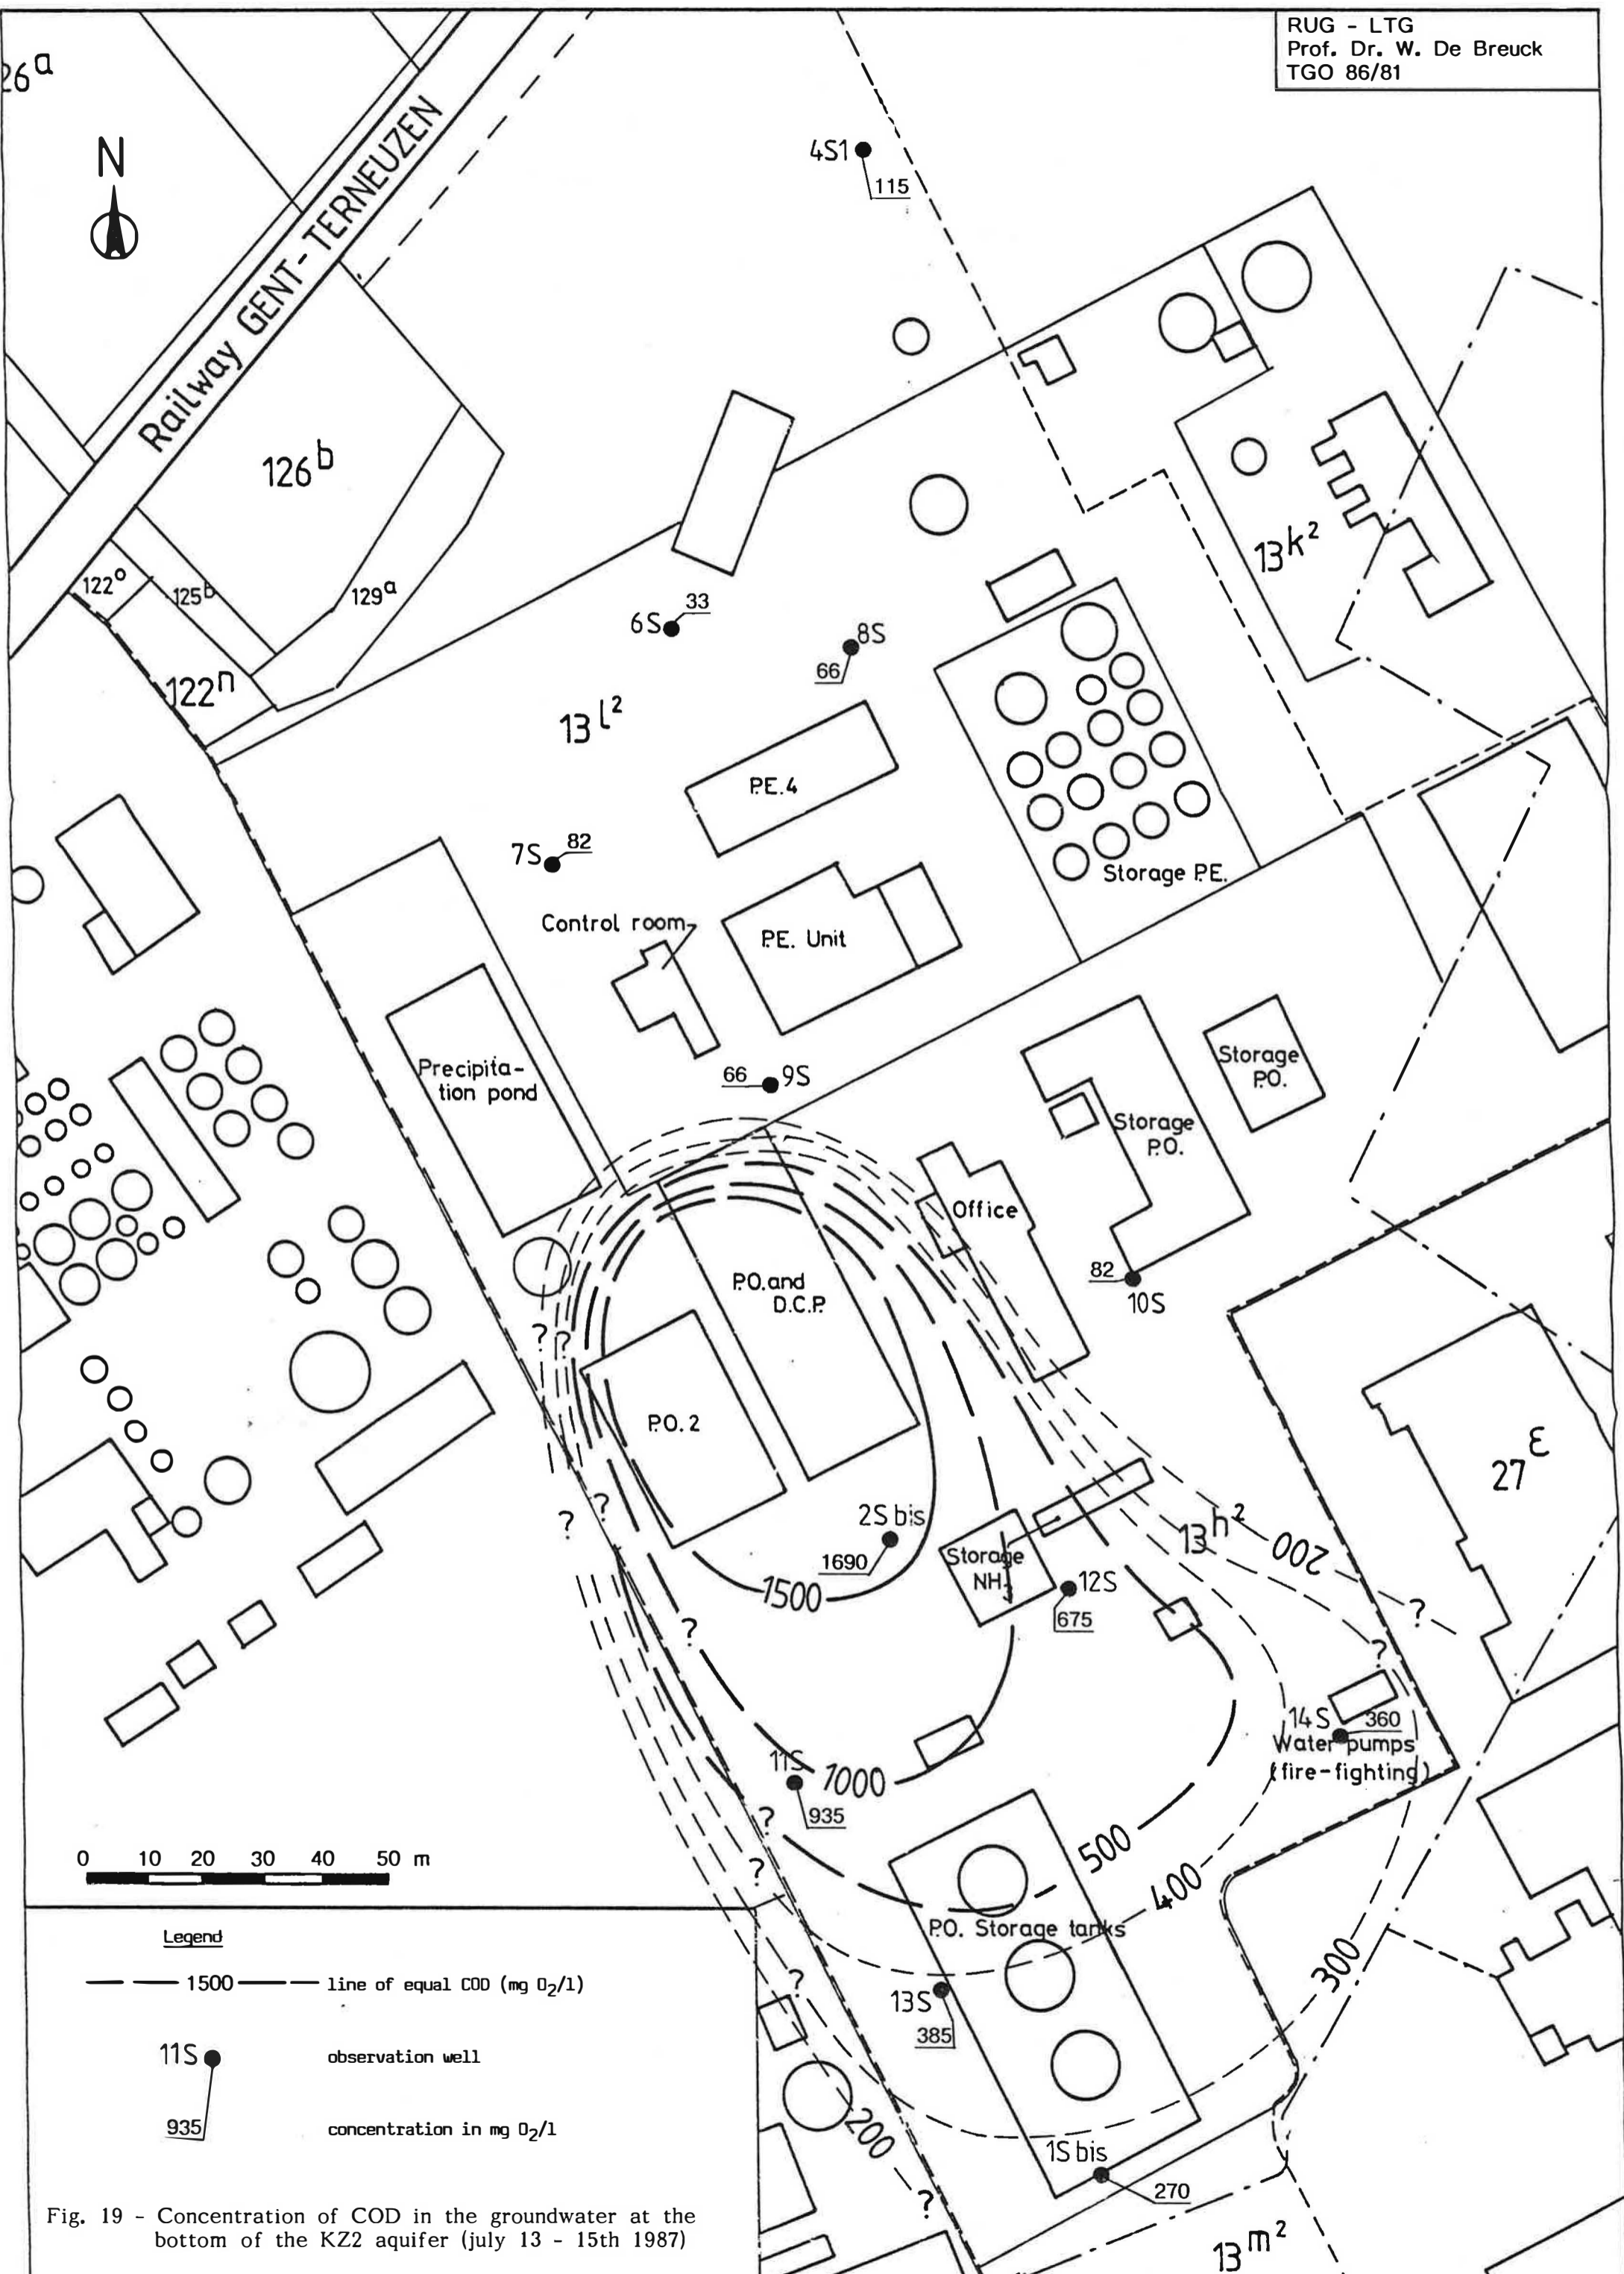 RUG - LTG
Prof. Dr. W. De Breuck
TGO 86/81
26a
N
Railway GENT-TERNEUZEN
4S1
115
126b
13k²
122o
125b
129a
6S
33
8S
66
122n
13l²
P.E.4
7S
82
Storage P.E.
Control room
P.E. Unit
Precipita-
tion pond
66
9S
Storage
P.O.
Storage
P.O.
Office
82
10S
P.O. and
D.C.P.
? ?
P.O. 2
27E
2S bis
1690
1500
Storage
NH3
12S
675
13h²
200
?
?
?
?
?
?
14S
360
Water pumps
(fire-fighting)
11S
1000
935
?
500
400
?
P.O. Storage tanks
300
?
13S
385
200
?
1S bis
270
13m²
0 10 20 30 40 50 m
Legend
1500 line of equal COD (mg O2/l)
11S observation well
935 concentration in mg O2/l
Fig. 19 - Concentration of COD in the groundwater at the
bottom of the KZ2 aquifer (july 13 - 15th 1987)